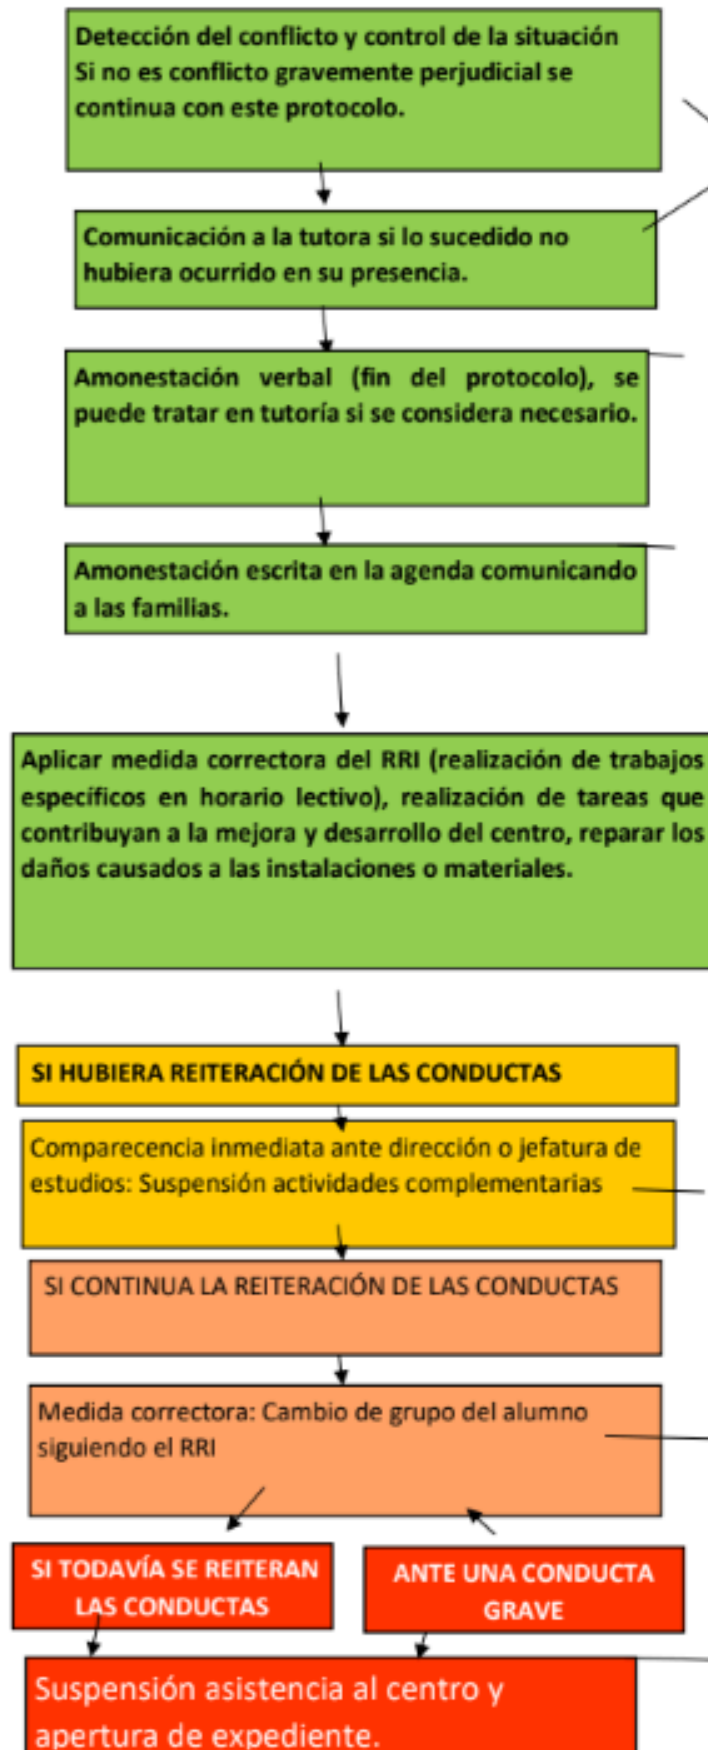 Detección del conflicto y control de la situación
Si no es conflicto gravemente perjudicial se
continua con este protocolo.
Comunicación a la tutora si lo sucedido no
hubiera ocurrido en su presencia.
Amonestación verbal (fin del protocolo), se
puede tratar en tutoría si se considera necesario.
Amonestación escrita en la agenda comunicando
a las familias.
Aplicar medida correctora del RRI (realización de trabajos
específicos en horario lectivo), realización de tareas que
contribuyan a la mejora y desarrollo del centro, reparar los
daños causados a las instalaciones o materiales.
SI HUBIERA REITERACIÓN DE LAS CONDUCTAS
Comparecencia inmediata ante dirección o jefatura de
estudios: Suspensión actividades complementarias
SI CONTINUA LA REITERACIÓN DE LAS CONDUCTAS
Medida correctora: Cambio de grupo del alumno
siguiendo el RRI
SI TODAVÍA SE REITERAN
LAS CONDUCTAS
ANTE UNA CONDUCTA
GRAVE
Suspensión asistencia al centro y
apertura de expediente.